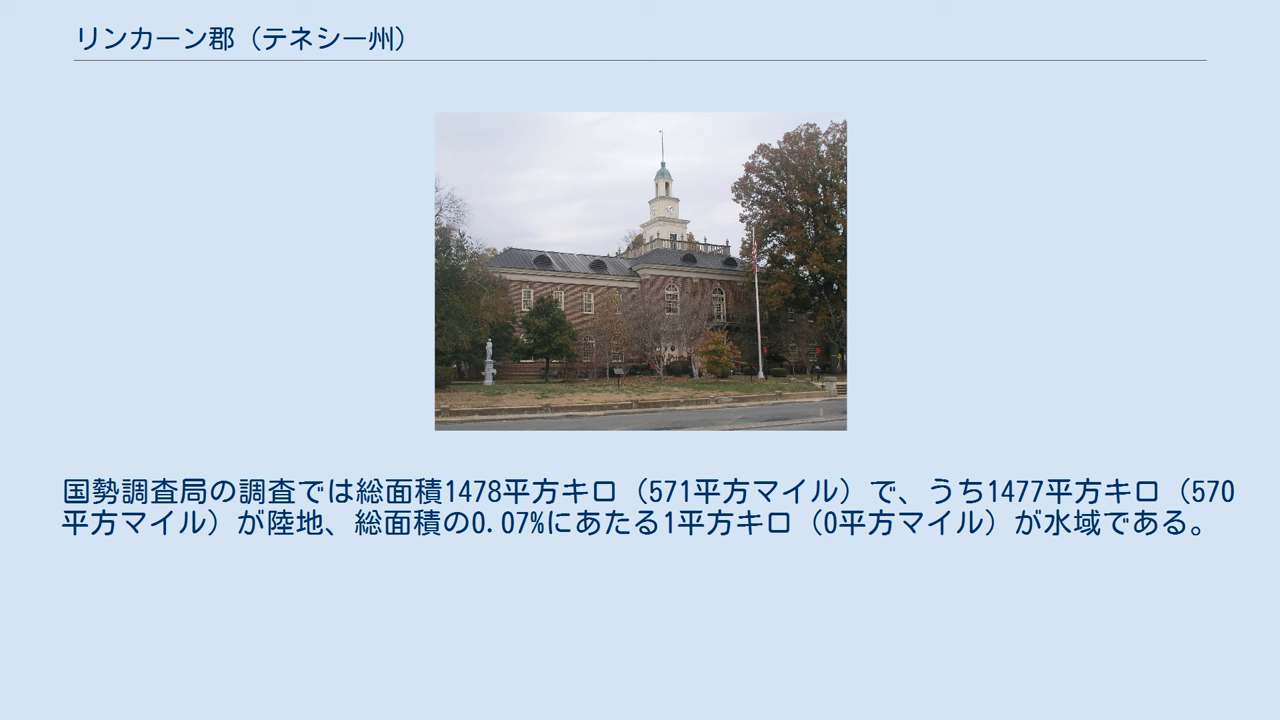 リンカーン郡（テネシー州）
国勢調査局の調査では総面積1478平方キロ（571平方マイル）で、うち1477平方キロ（570
平方マイル）が陸地、総面積の0.07%にあたる1平方キロ（0平方マイル）が水域である。